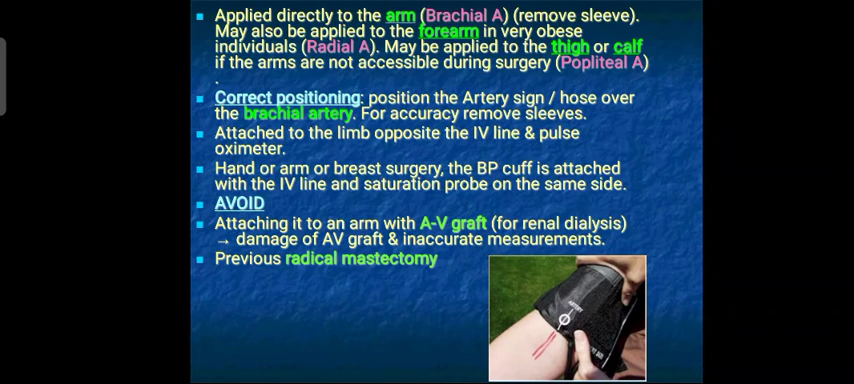 Applied directly to the arm (Brachial A) (remove sleeve).
May also be applied to the forearm in very obese
individuals (Radial A). May be applied to the thigh or calf
if the arms are not accessible during surgery (Popliteal A)
.
Correct positioning: position the Artery sign / hose over
the brachial artery. For accuracy remove sleeves.
Attached to the limb opposite the IV line & pulse
oximeter.
Hand or arm or breast surgery, the BP cuff is attached
with the IV line and saturation probe on the same side.
AVOID
Attaching it to an arm with A-V graft (for renal dialysis)
→ damage of AV graft & inaccurate measurements.
Previous radical mastectomy
ARTERY